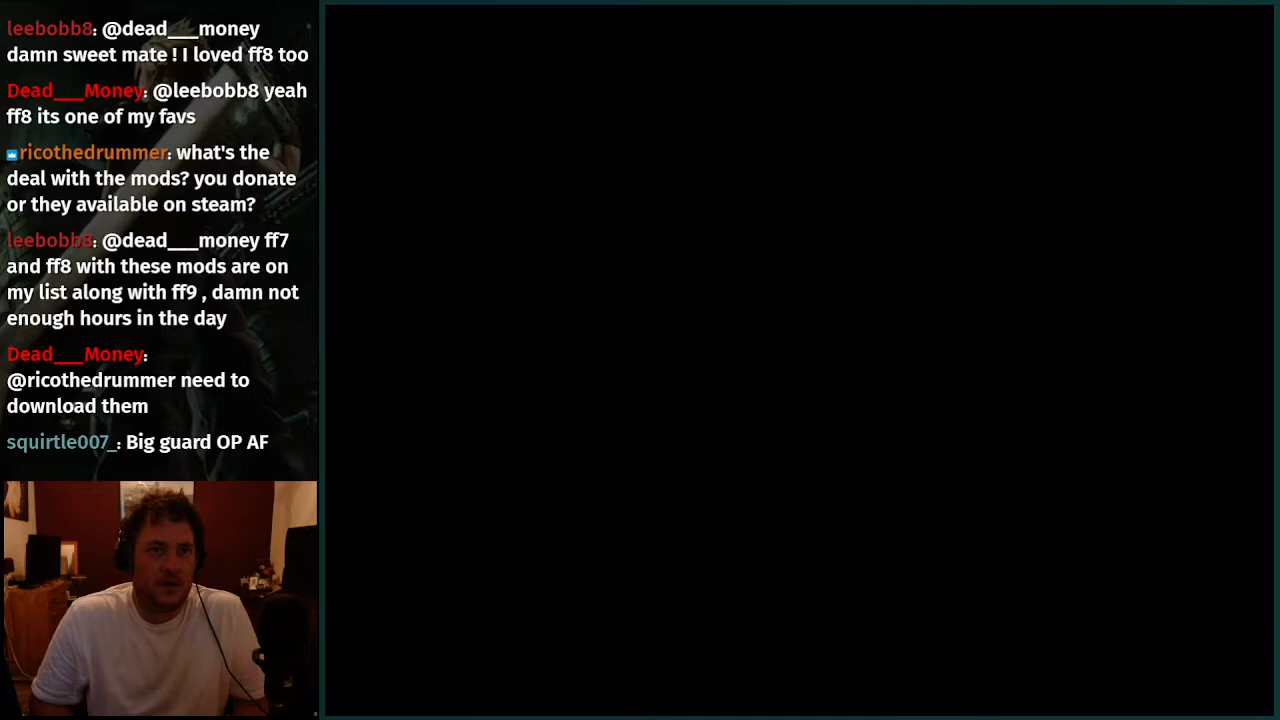 leebobb8: @dead___money
damn sweet mate ! I loved ff8 too
Dead___Money: @leebobb8 yeah
ff8 its one of my favs
ricothedrummer: what's the
deal with the mods? you donate
or they available on steam?
leebobb8: @dead___money ff7
and ff8 with these mods are on
my list along with ff9 , damn not
enough hours in the day
Dead___Money:
@ricothedrummer need to
download them
squirtle007_: Big guard OP AF